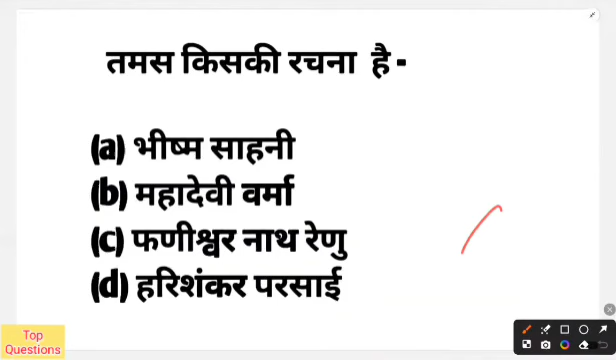 तमस किसकी रचना है -
(a) भीष्म साहनी
(b) महादेवी वर्मा
(c) फणीश्वर नाथ रेणु
(d) हरिशंकर परसाई
Top
Questions